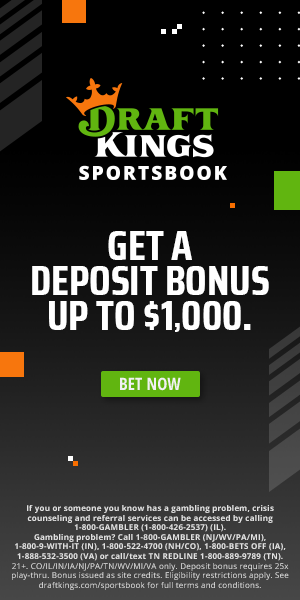 DRAFT
KINGS
SPORTSBOOK
GET A
DEPOSIT BONUS
UP TO $1,000.
BET NOW
If you or someone you know has a gambling problem, crisis
counseling and referral services can be accessed by calling
1-800-GAMBLER (1-800-426-2537) (IL).
Gambling problem? Call 1-800-GAMBLER (NJ/WV/PA/MI),
1-800-9-WITH-IT (IN), 1-800-522-4700 (NH/CO), 1-800-BETS OFF (IA),
1-888-532-3500 (VA) or call/text TN REDLINE 1-800-889-9789 (TN).
21+. CO/IL/IN/IA/NJ/PA/TN/WV/MI/VA only. Deposit bonus requires 25x
play-thru. Bonus issued as site credits. Eligibility restrictions apply. See
draftkings.com/sportsbook for full terms and conditions.